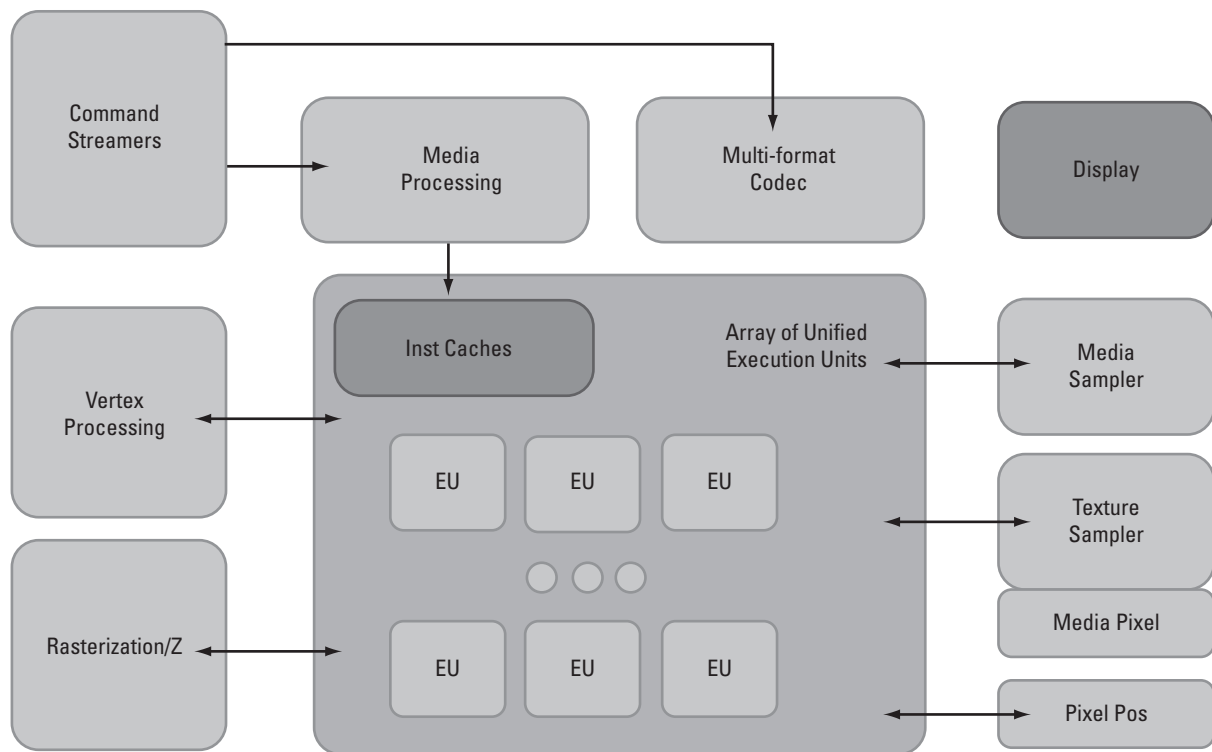 Command
Streamers
Media
Processing
Multi-format
Codec
Display
Inst Caches
Array of Unified
Execution Units
Media
Sampler
Vertex
Processing
EU
EU
EU
Texture
Sampler
Media Pixel
Rasterization/Z
EU
EU
EU
Pixel Pos